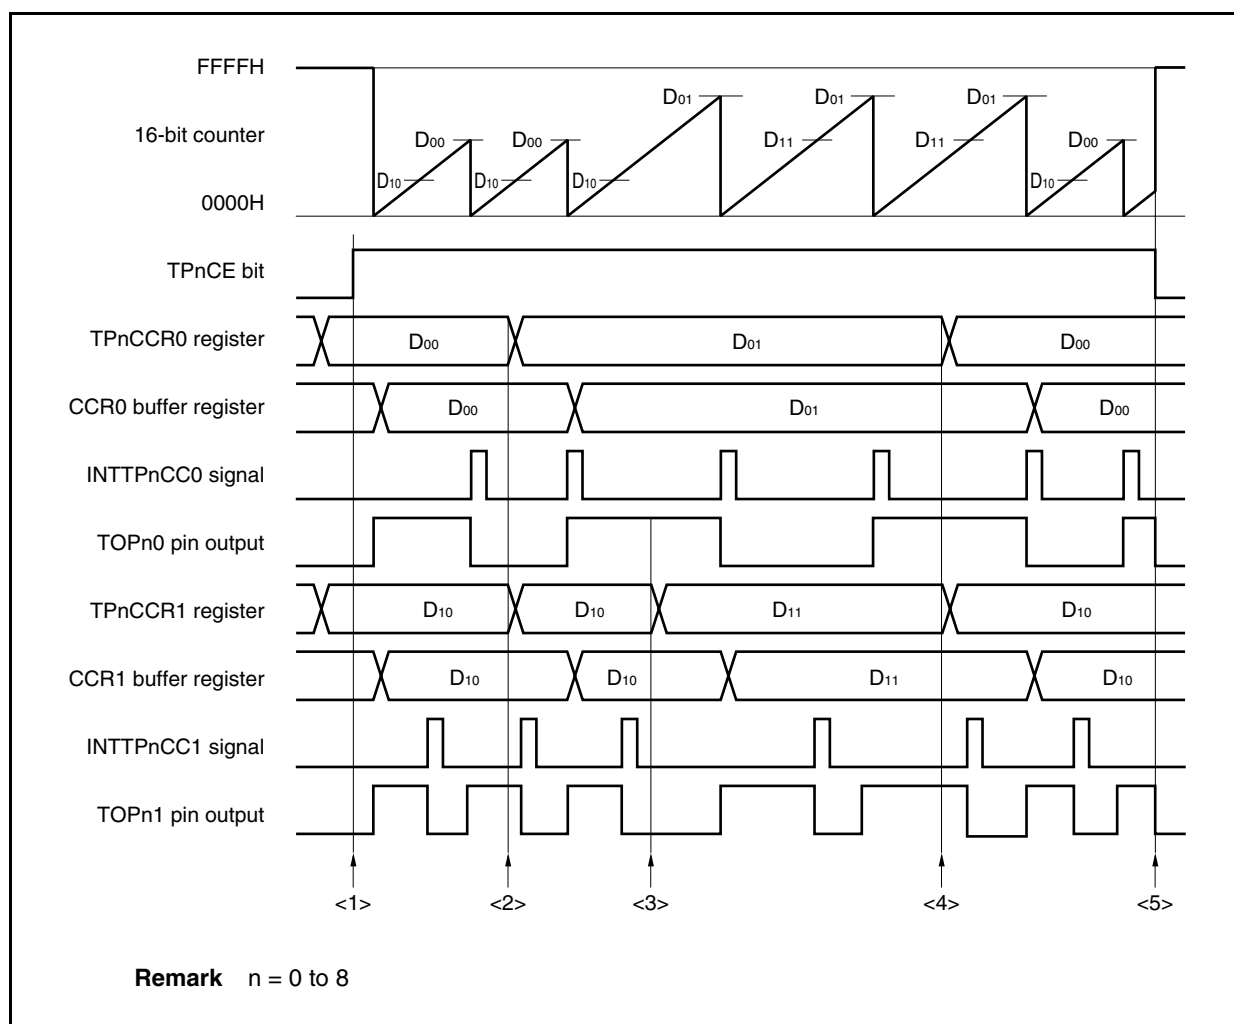 FFFFH
D01 D01 D01
16-bit counter D00 D00 D11 D11 D00
D10 D10 D10 D10
0000H
TPnCE bit
TPnCCR0 register D00 D01 D00
CCR0 buffer register D00 D01 D00
INTTPnCC0 signal
TOPn0 pin output
TPnCCR1 register D10 D10 D11 D10
CCR1 buffer register D10 D10 D11 D10
INTTPnCC1 signal
TOPn1 pin output
<1> <2> <3> <4> <5>
Remark n = 0 to 8